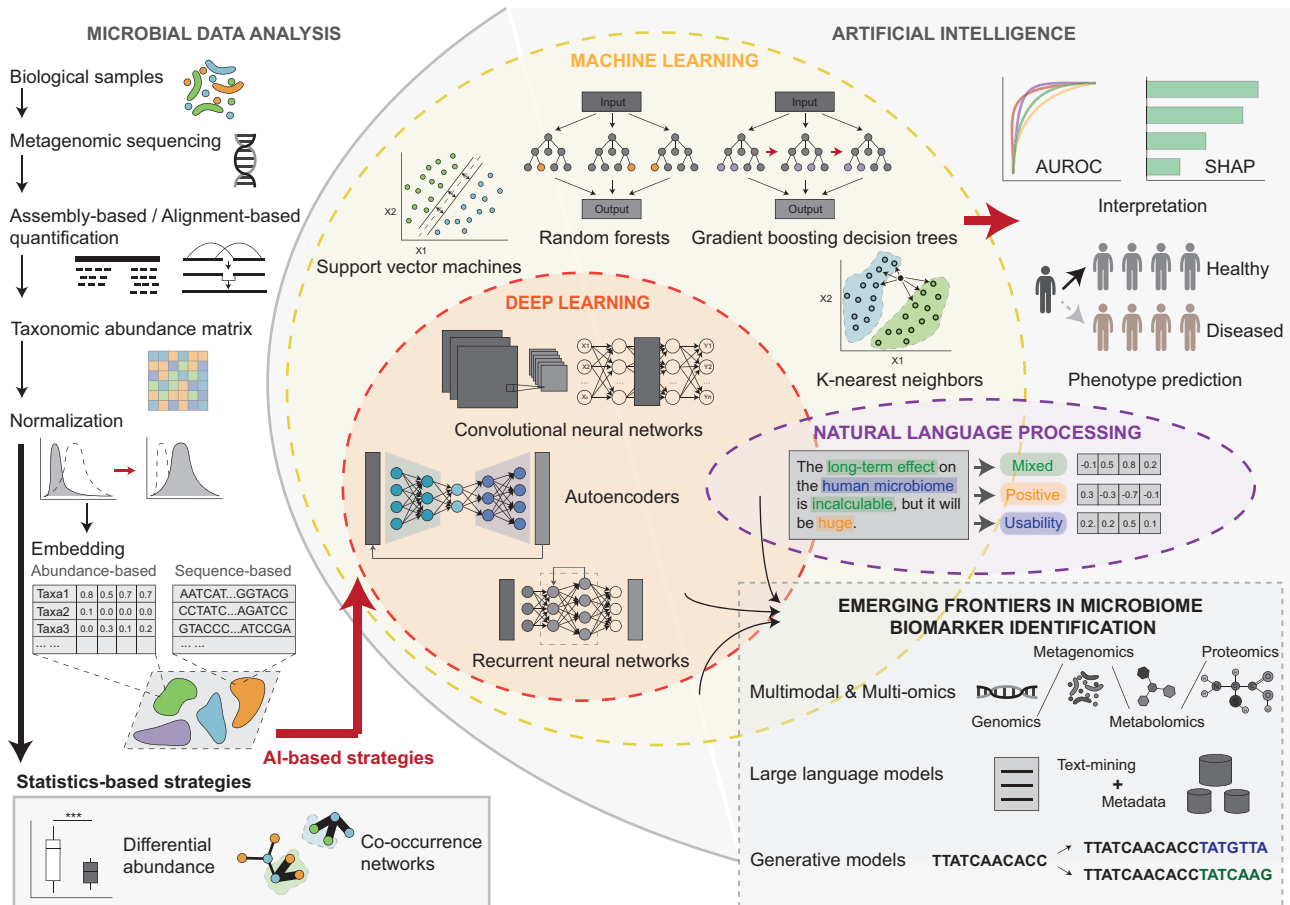 MICROBIAL DATA ANALYSIS
Biological samples
Metagenomic sequencing
Assembly-based / Alignment-based
quantification
Taxonomic abundance matrix
Normalization
Embedding
Abundance-based
Sequence-based
Taxa1 0.8 0.5 0.7 0.7
Taxa2 0.1 0.0 0.0 0.0
Taxa3 0.0 0.3 0.1 0.2
... ...
AATCAT...GGTACG
CCTATC...AGATCC
GTACCC...ATCCGA
... ...
AI-based strategies
Statistics-based strategies
***
Differential
abundance
Co-occurrence
networks
ARTIFICIAL INTELLIGENCE
MACHINE LEARNING
X2
X1
Support vector machines
Input
Output
Random forests
Input
Output
Gradient boosting decision trees
X2
X1
K-nearest neighbors
DEEP LEARNING
X1
X2
...
Xn
...
...
Y1
Y2
...
Yn
Convolutional neural networks
Autoencoders
Recurrent neural networks
AUROC
SHAP
Interpretation
Healthy
Diseased
Phenotype prediction
NATURAL LANGUAGE PROCESSING
The long-term effect on
the human microbiome
is incalculable, but it will
be huge.
Mixed -0.1 0.5 0.8 0.2
Positive 0.3 -0.3 -0.7 -0.1
Usability 0.2. 0.2 0.5 0.1
EMERGING FRONTIERS IN MICROBIOME
BIOMARKER IDENTIFICATION
Multimodal & Multi-omics
Metagenomics
Proteomics
Genomics
Metabolomics
Large language models
Text-mining
+
Metadata
Generative models
TTATCAACACC
TTATCAACACCTATGTTA
TTATCAACACCTATCAAG